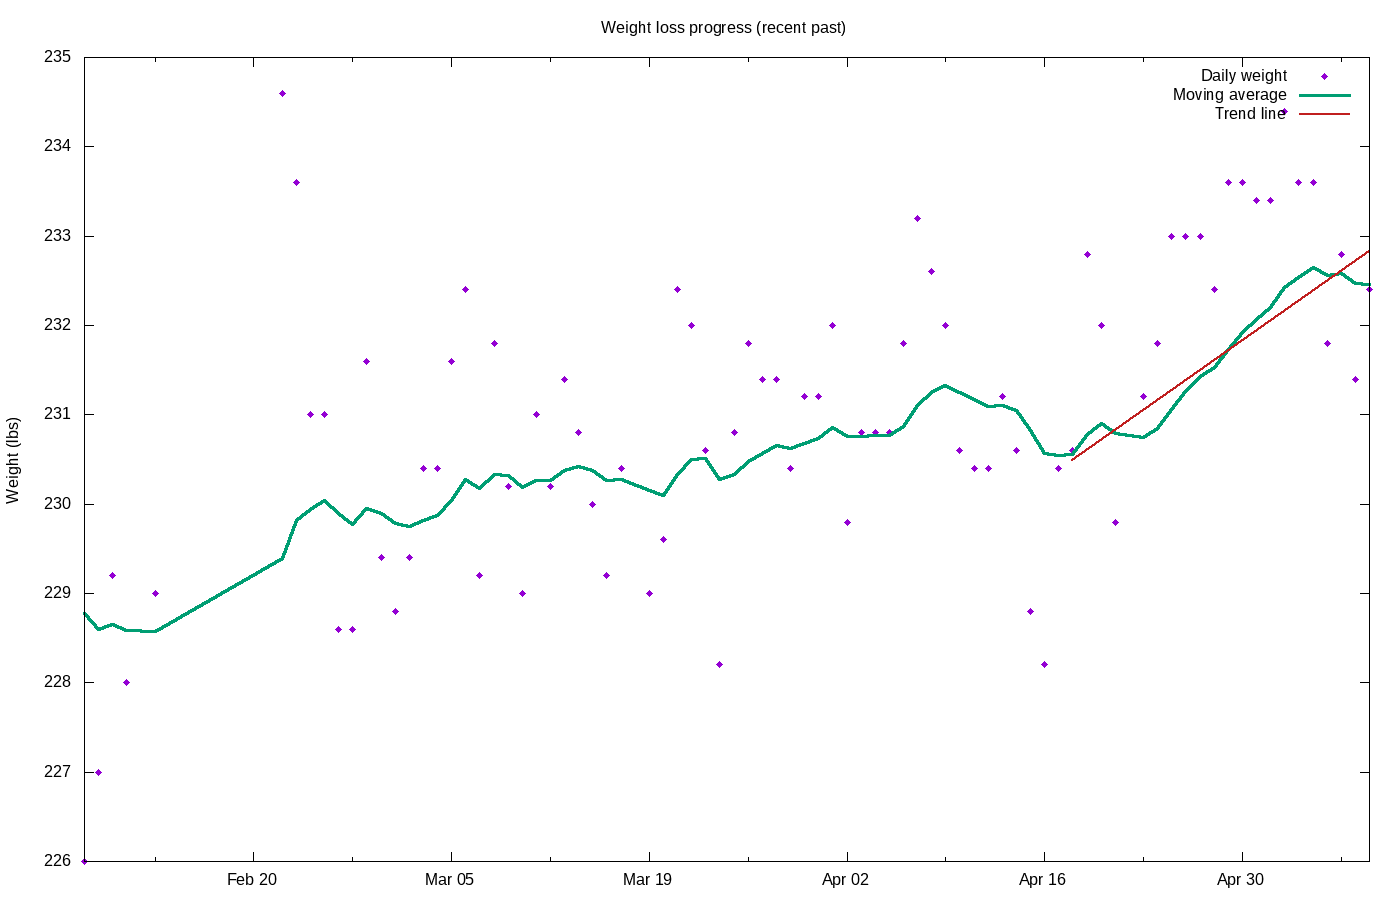 Weight loss progress (recent past)
235
234
233
232
231
230
229
228
227
226
Weight (lbs)
Daily weight
Moving average
Trend line
Feb 20
Mar 05
Mar 19
Apr 02
Apr 16
Apr 30